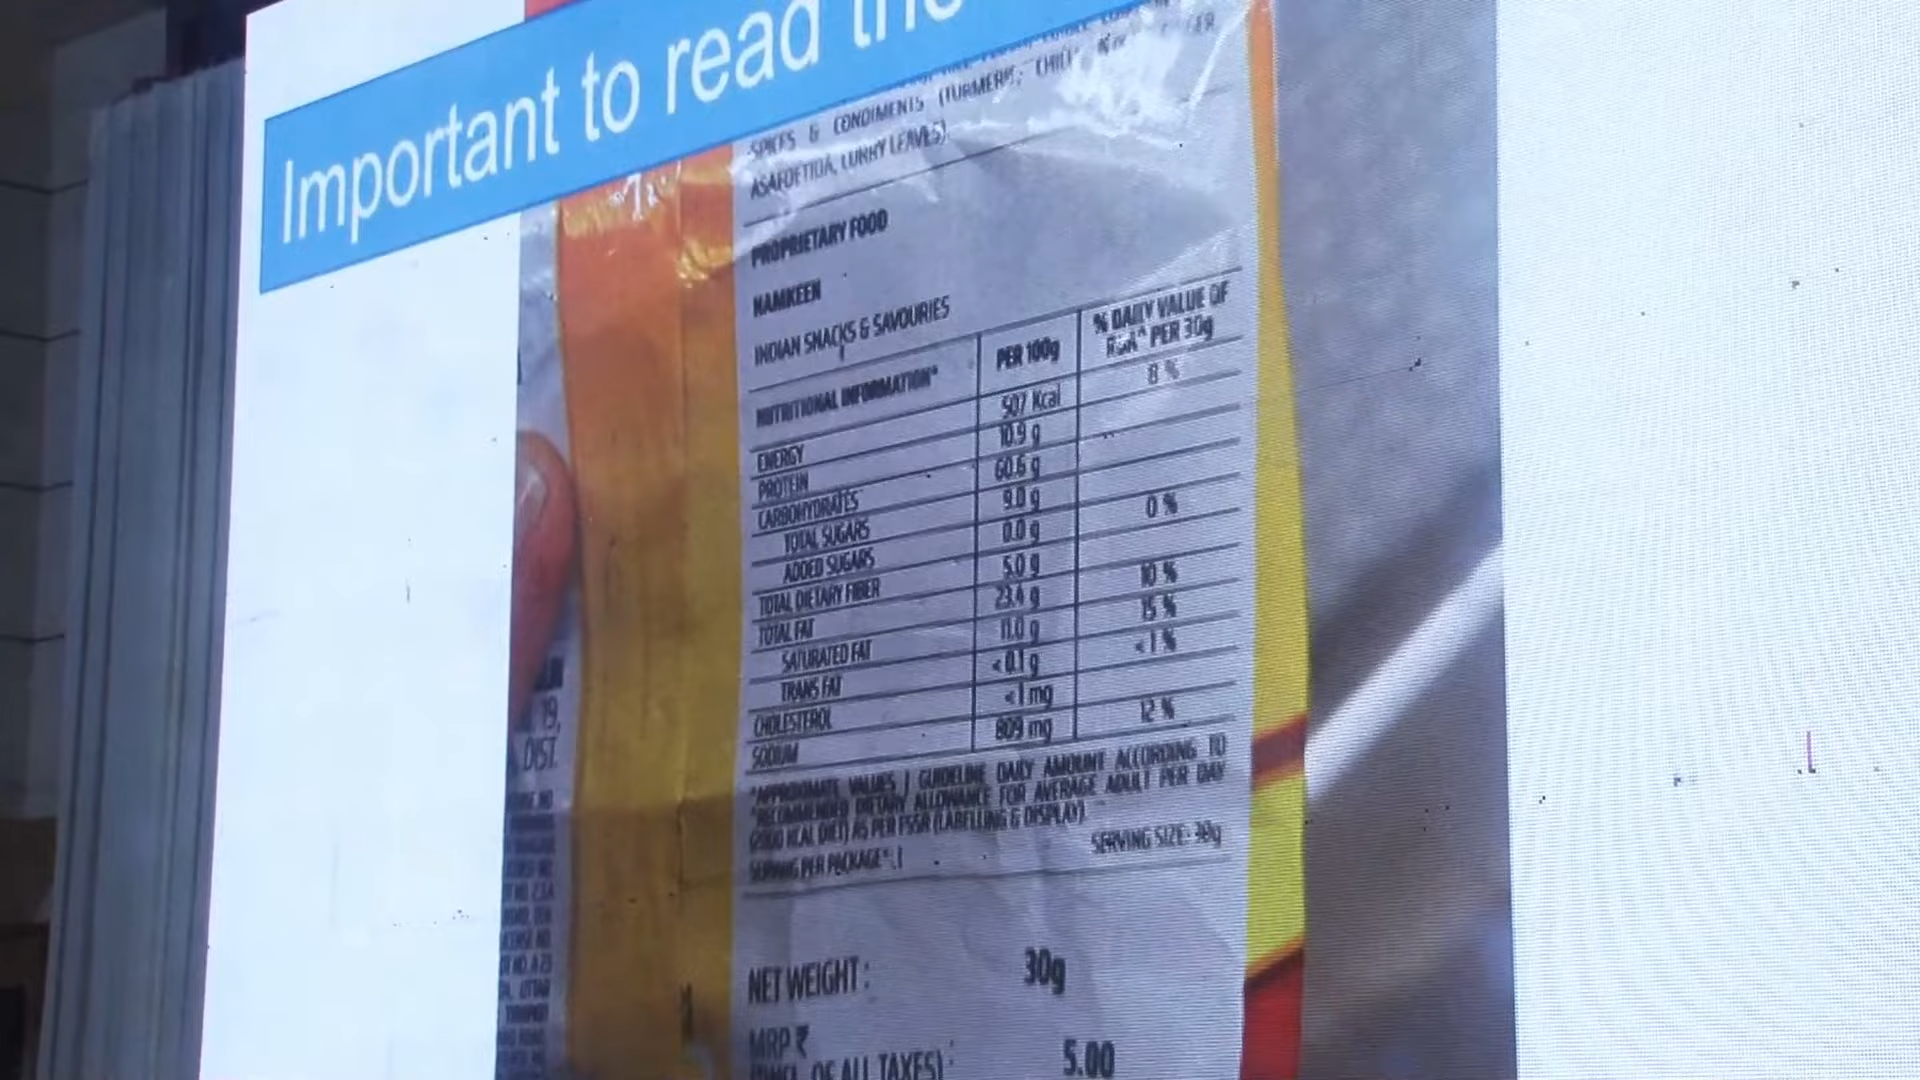 Important to read the
SPICES & CONDIMENTS (TURMERIC, CHILLI
ASAFOETIDA, CURRY LEAVES).
PROPRIETARY FOOD
NAMKEEN
INDIAN SNACKS & SAVOURIES
NUTRITIONAL INFORMATION* PER 100g % DAILY VALUE OF RDA^ PER 30g
ENERGY 507 Kcal 8 %
PROTEIN 10.9 g
CARBOHYDRATES 60.6 g
TOTAL SUGARS 9.0 g
ADDED SUGARS 0.0 g 0 %
TOTAL DIETARY FIBER 5.0 g
TOTAL FAT 23.4 g 10 %
SATURATED FAT 11.0 g 15 %
TRANS FAT <0.1 g <1 %
CHOLESTEROL <1 mg
SODIUM 809 mg 12 %
*APPROXIMATE VALUES | GUIDELINE DAILY AMOUNT ACCORDING TO
^RECOMMENDED DIETARY ALLOWANCE FOR AVERAGE ADULT PER DAY
(2000 KCAL DIET) AS PER FSSR (LABELLING & DISPLAY).
SERVING PER PACKAGE*: 1 SERVING SIZE: 30g
NET WEIGHT : 30g
MRP ₹
OF ALL TAXES) : 5.00
19,
DIST.